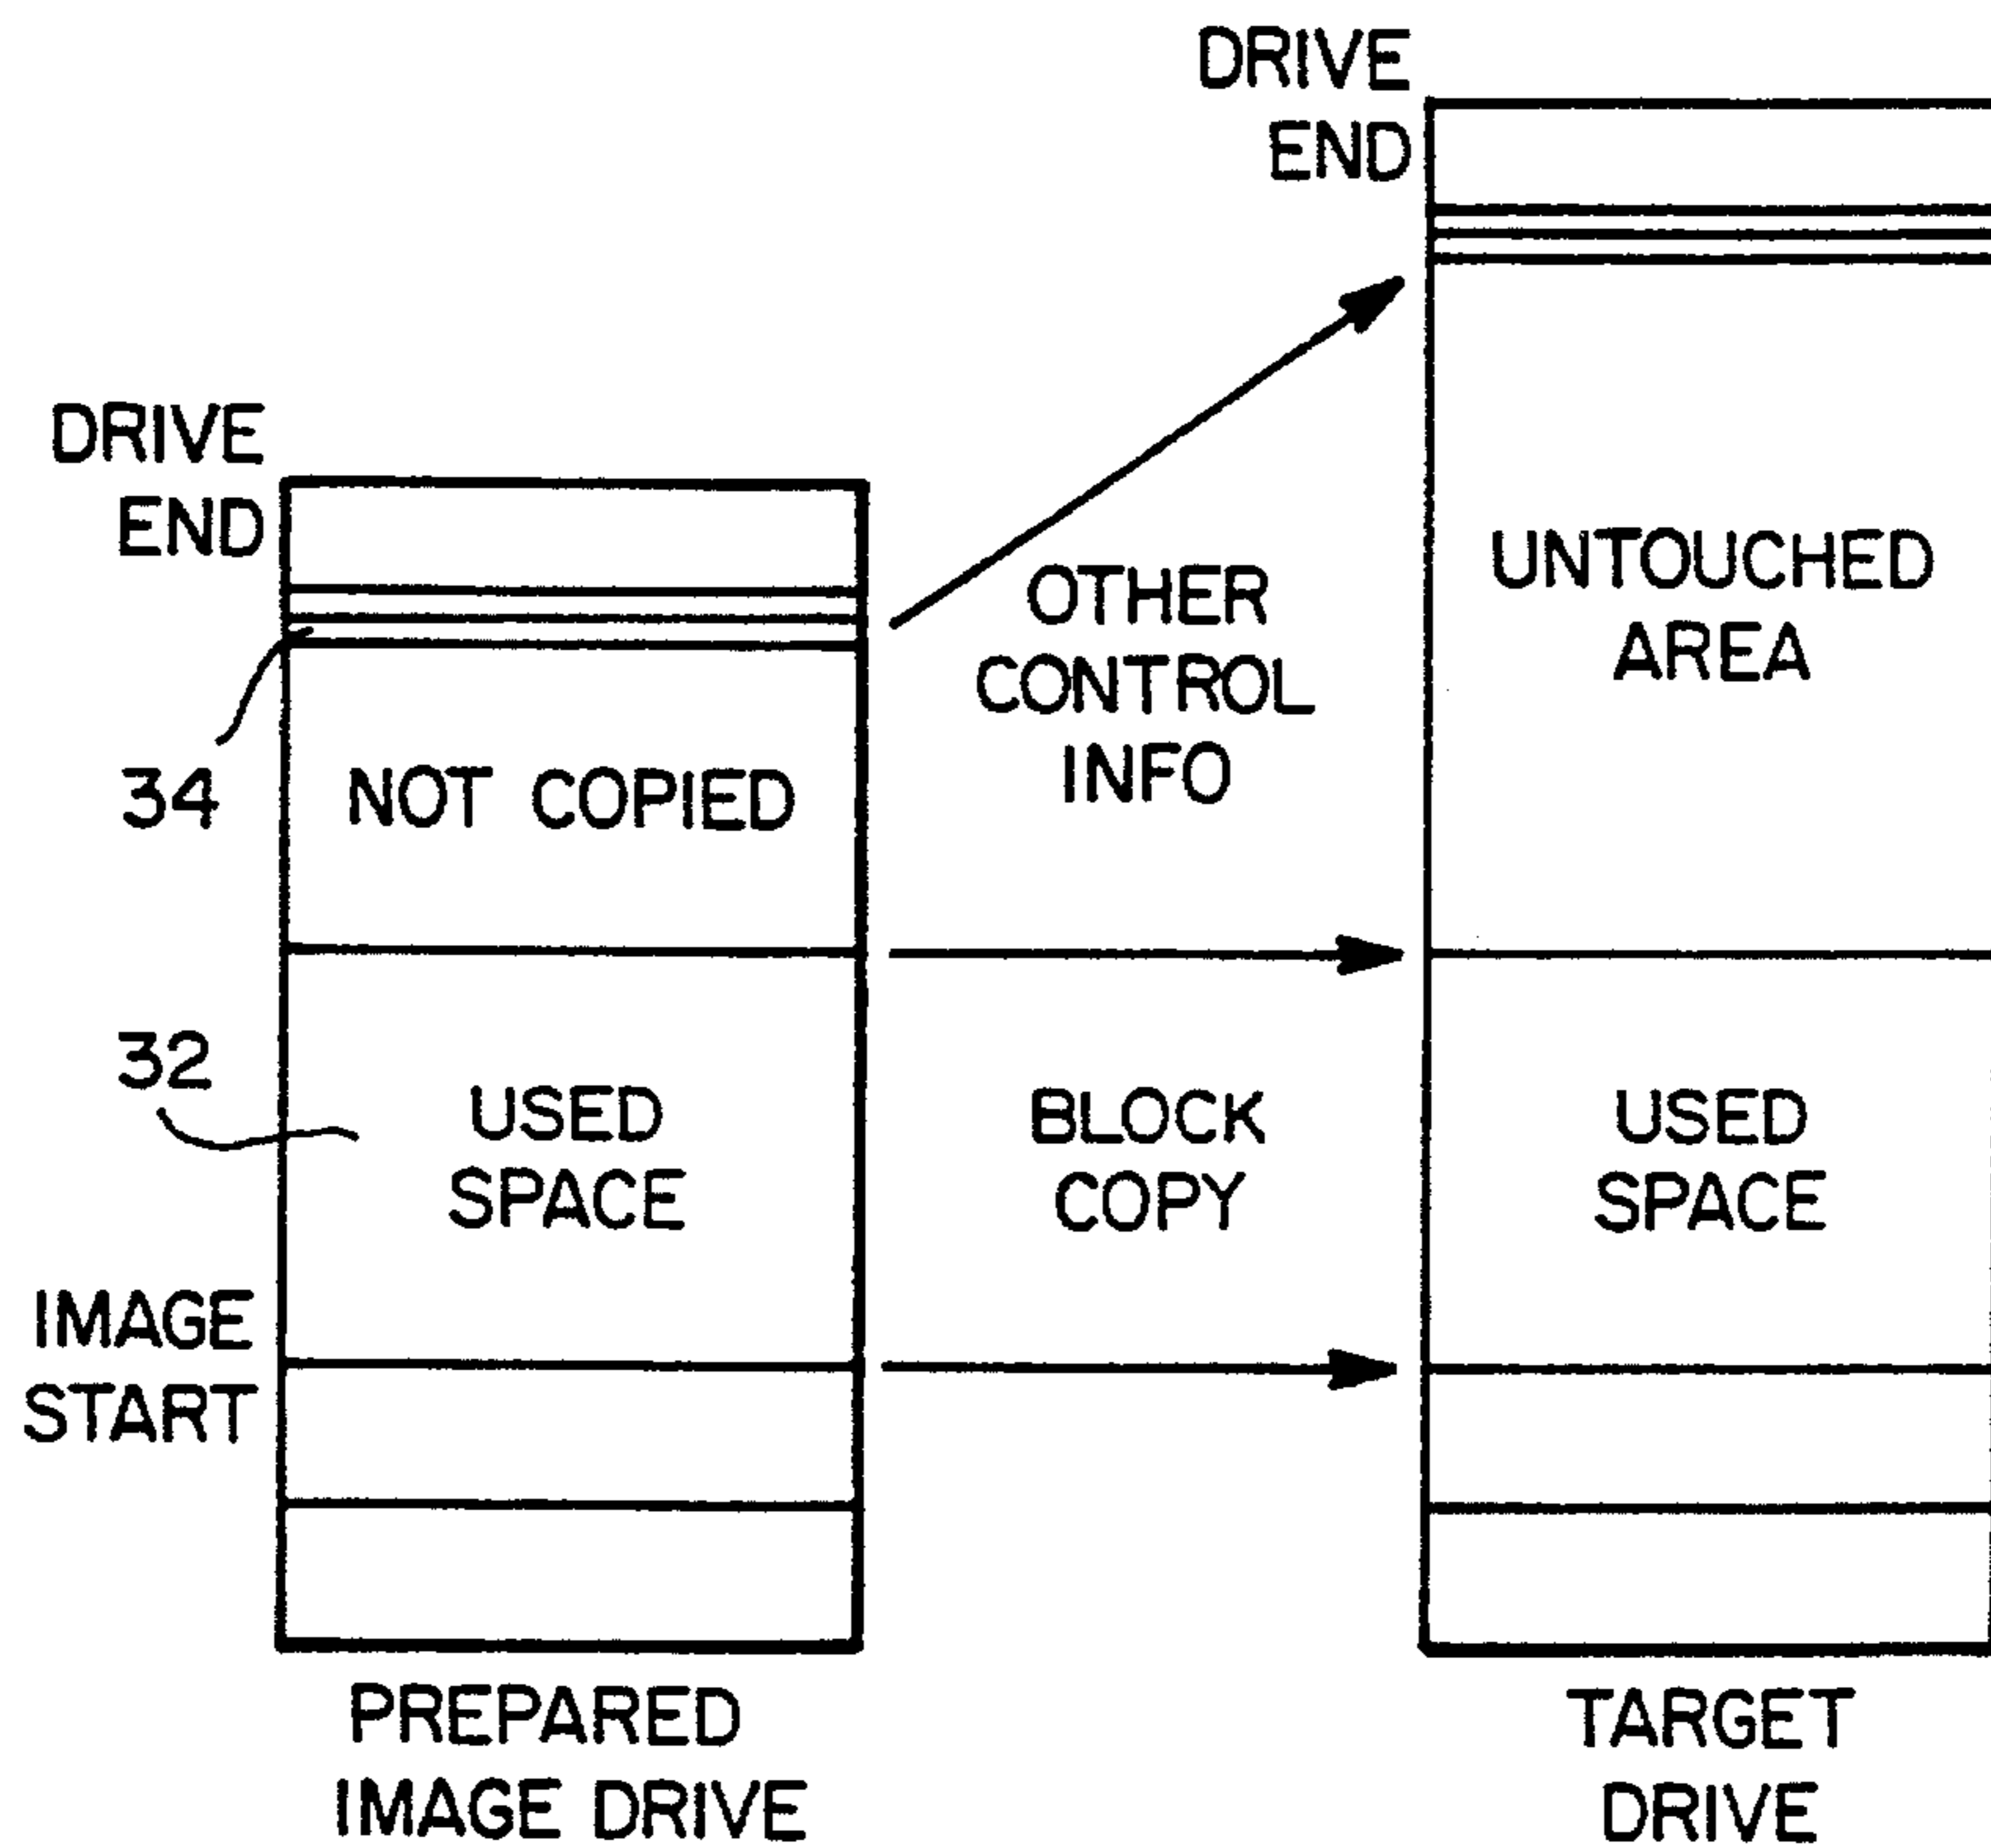 DRIVE
END
DRIVE
END
OTHER
CONTROL
INFO
UNTOUCHED
AREA
34
NOT COPIED
32
USED
SPACE
BLOCK
COPY
USED
SPACE
IMAGE
START
PREPARED
IMAGE DRIVE
TARGET
DRIVE